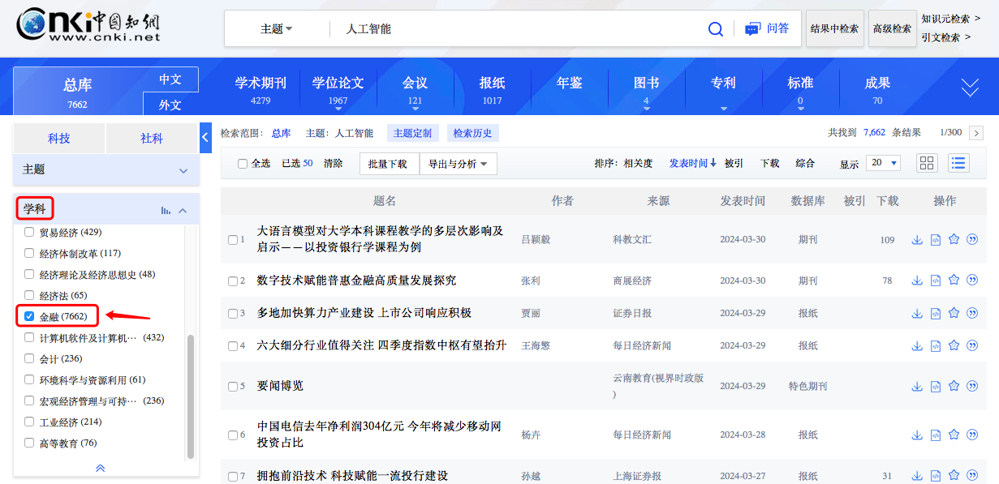 cnki中国知網
www.cnki.net
主题
人工智能
问答
结果中检索
高级检索
知识元检索 >
引文检索 >
总库
7662
中文
外文
学术期刊
4279
学位论文
1967
会议
121
报纸
1017
年鉴
图书
4
专利
标准
0
成果
70
科技
社科
主题
学科
贸易经济 (429)
经济体制改革 (117)
经济理论及经济思想史 (48)
经济法 (65)
金融 (7662)
计算机软件及计算机… (432)
会计 (236)
环境科学与资源利用 (61)
宏观经济管理与可持… (236)
工业经济 (214)
高等教育 (76)
检索范围： 总库 主题：人工智能 主题定制 检索历史
共找到 7,662 条结果 1/300 >
全选 已选 50 清除 批量下载 导出与分析
排序： 相关度 发表时间↓ 被引 下载 综合 显示 20
题名 作者 来源 发表时间 数据库 被引 下载 操作
1 大语言模型对大学本科课程教学的多层次影响及
启示——以投资银行学课程为例
吕颖毅 科教文汇 2024-03-30 期刊 109
2 数字技术赋能普惠金融高质量发展探究 张利 商展经济 2024-03-30 期刊 78
3 多地加快算力产业建设 上市公司响应积极 贾丽 证券日报 2024-03-29 报纸
4 六大细分行业值得关注 四季度指数中枢有望抬升 王海慜 每日经济新闻 2024-03-29 报纸
5 要闻博览 云南教育(视界时政版
) 2024-03-29 特色期刊
6 中国电信去年净利润304亿元 今年将减少移动网
投资占比
杨卉 每日经济新闻 2024-03-28 报纸
7 拥抱前沿技术 科技赋能一流投行建设 孙越 上海证券报 2024-03-27 报纸 31